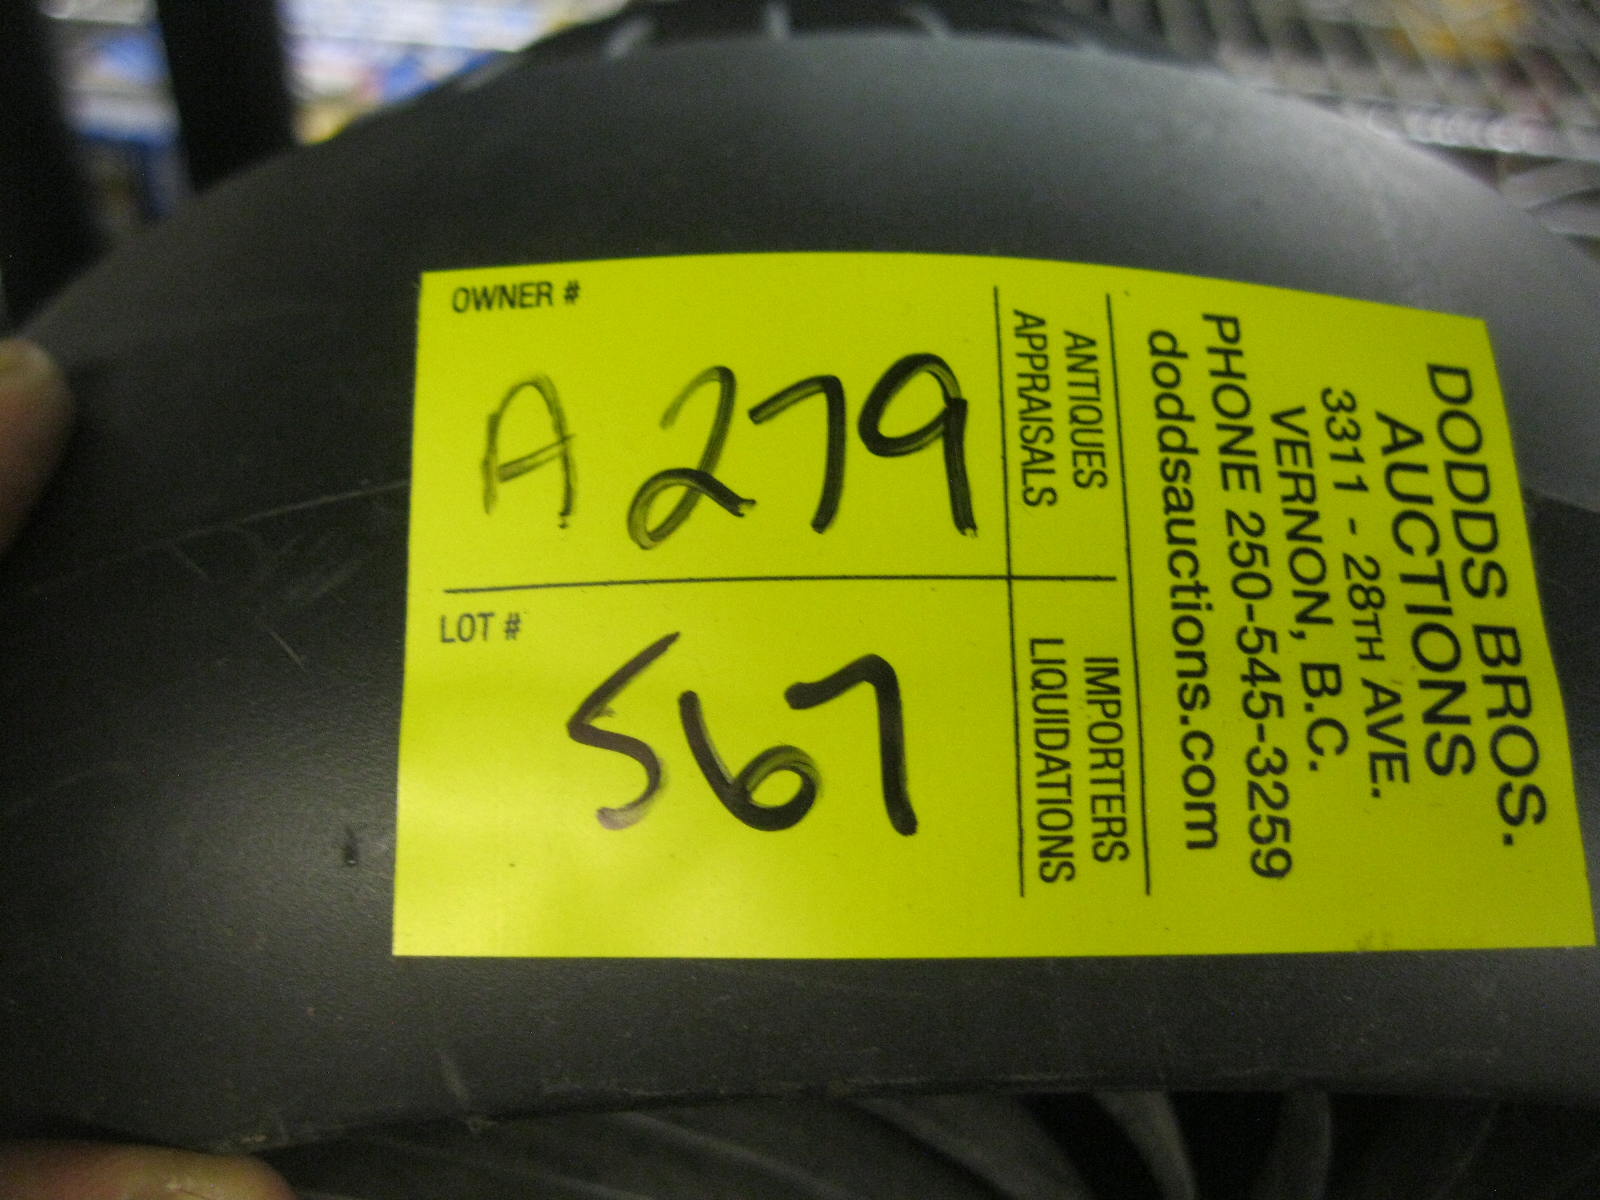 OWNER #
A 279
LOT #
567
ANTIQUES
APPRAISALS
IMPORTERS
LIQUIDATIONS
DODDS BROS.
AUCTIONS
3311 - 28TH AVE.
VERNON, B.C.
PHONE 250-545-3259
doddsauctions.com